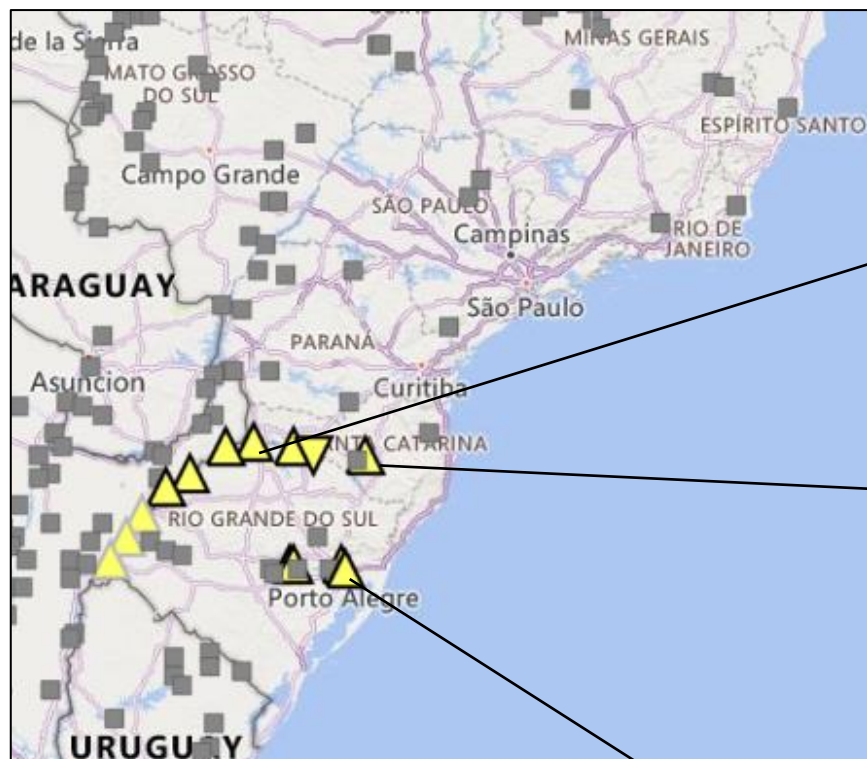 de la Sierra
MINAS GERAIS
MATO GROSSO
DO SUL
ESPÍRITO SANTO
Campo Grande
SÃO PAULO
Campinas
RIO DE
JANEIRO
ARAGUAY
São Paulo
PARANÁ
Asuncion
Curitiba
NTA CATARINA
RIO GRANDE DO SUL
Porto Alegre
URUGUAY